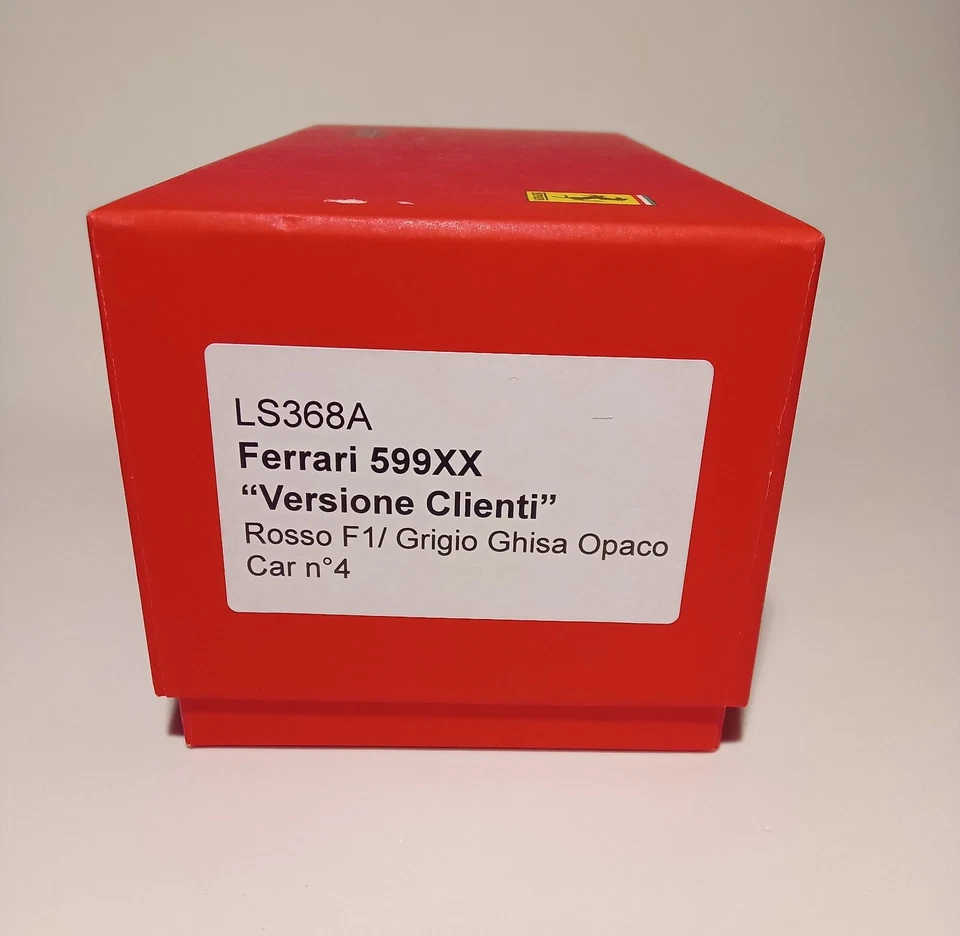 LS368A
Ferrari 599XX
“Versione Clienti”
Rosso F1/ Grigio Ghisa Opaco
Car n°4